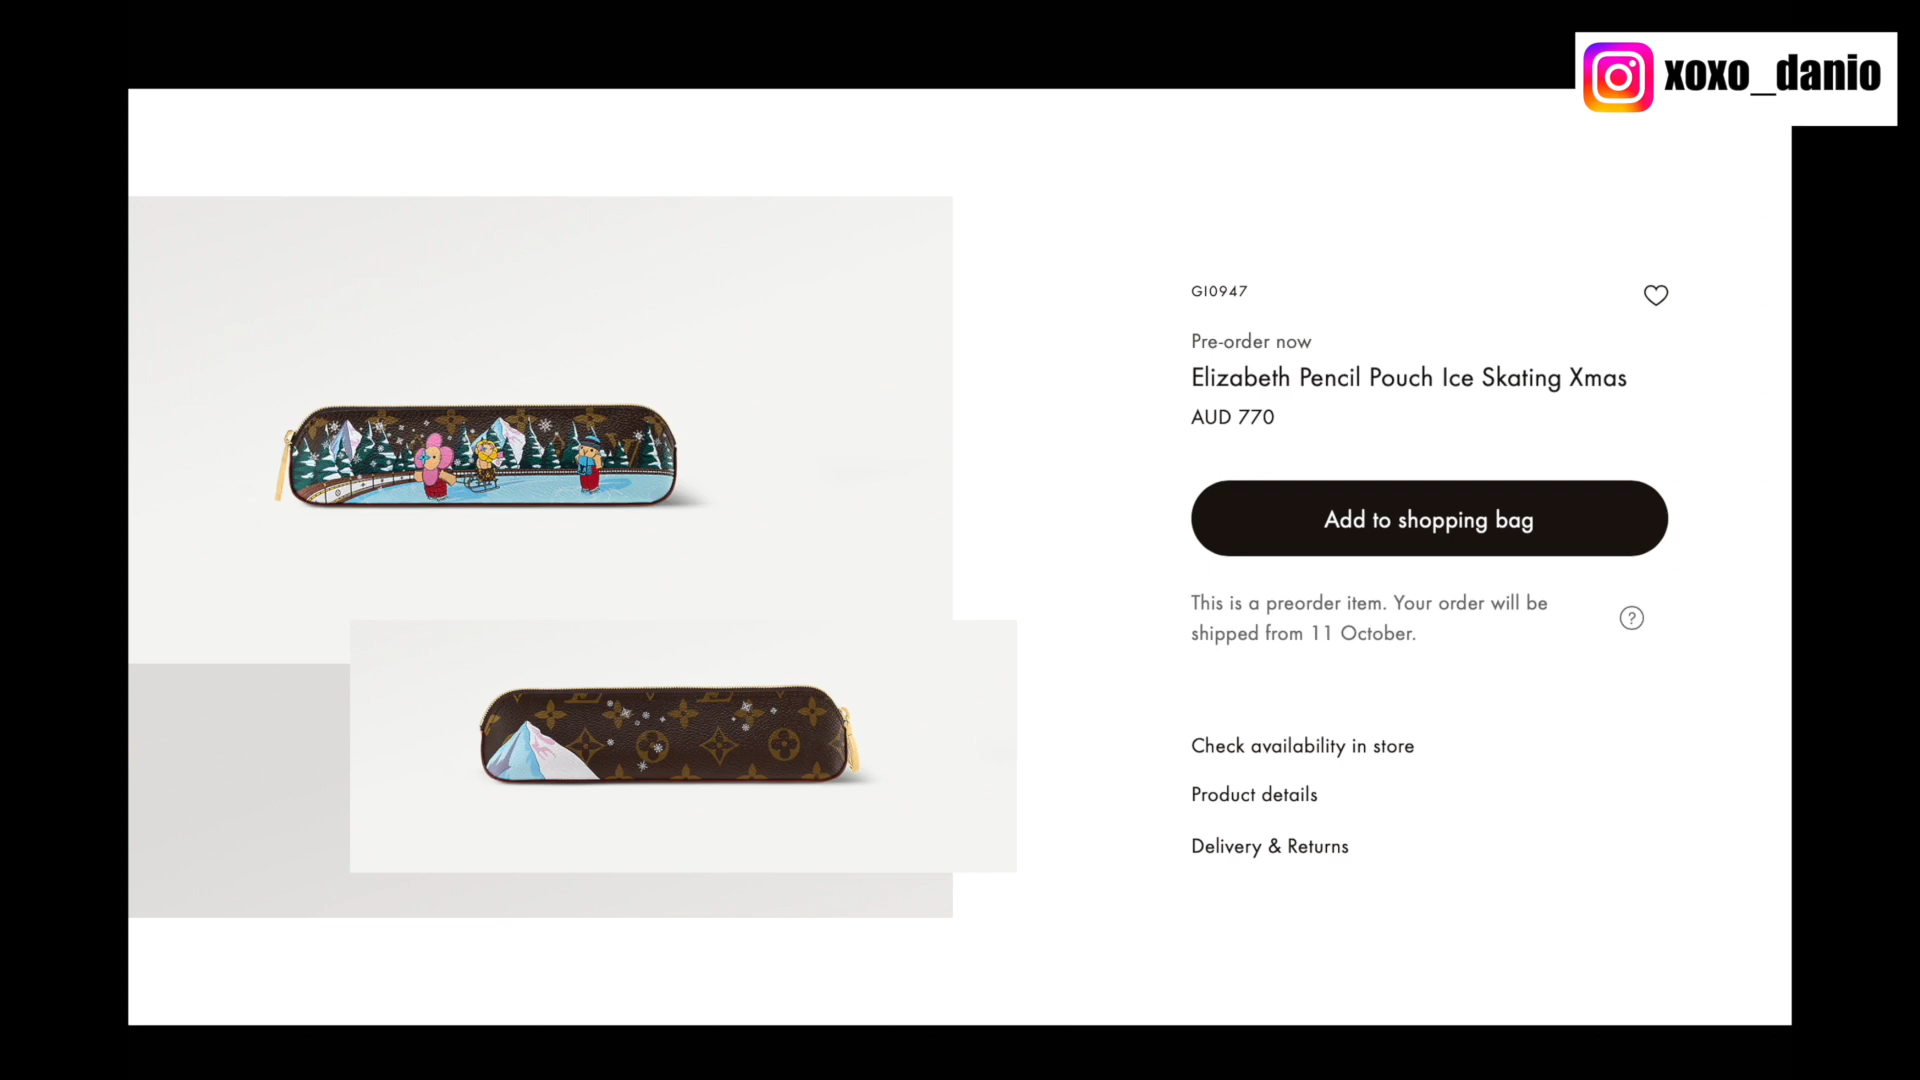 xoxo_danio
GI0947
Pre-order now
Elizabeth Pencil Pouch Ice Skating Xmas
AUD 770
Add to shopping bag
This is a preorder item. Your order will be
shipped from 11 October.
?
Check availability in store
Product details
Delivery & Returns